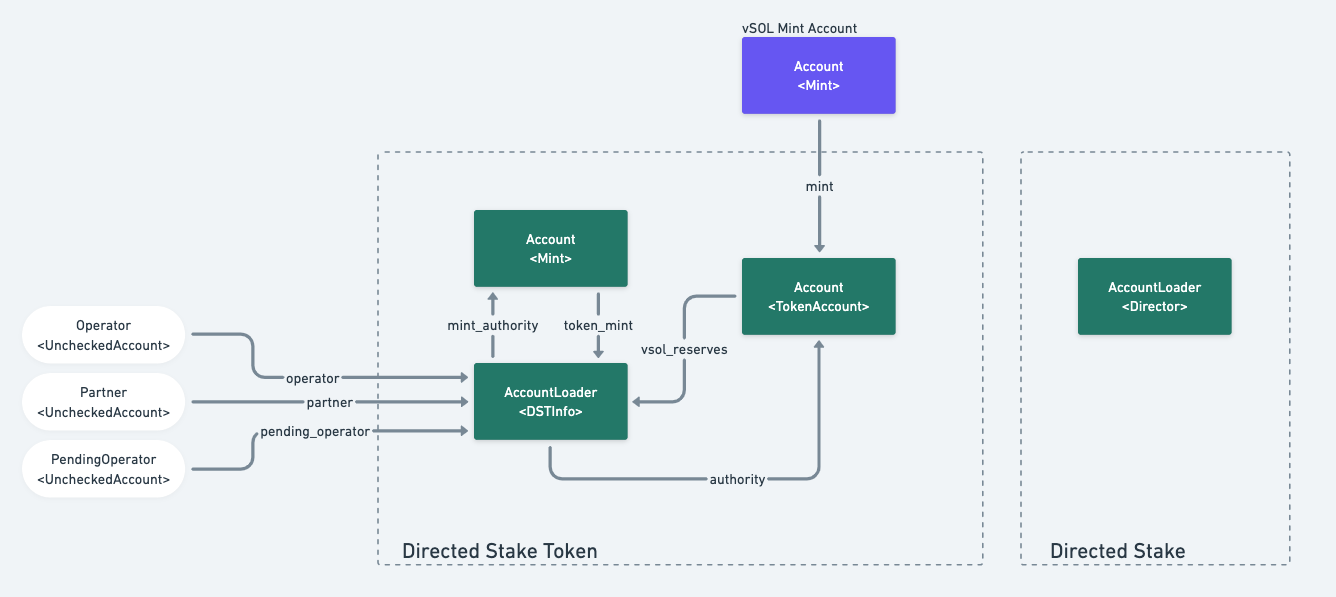 vSOL Mint Account
Account
<Mint>
mint
Account
<Mint>
Account
<TokenAccount>
AccountLoader
<Director>
Operator
<UncheckedAccount>
mint_authority
token_mint
vsol_reserves
operator
Partner
<UncheckedAccount>
partner
AccountLoader
<DSTInfo>
pending_operator
PendingOperator
<UncheckedAccount>
authority
Directed Stake Token
Directed Stake